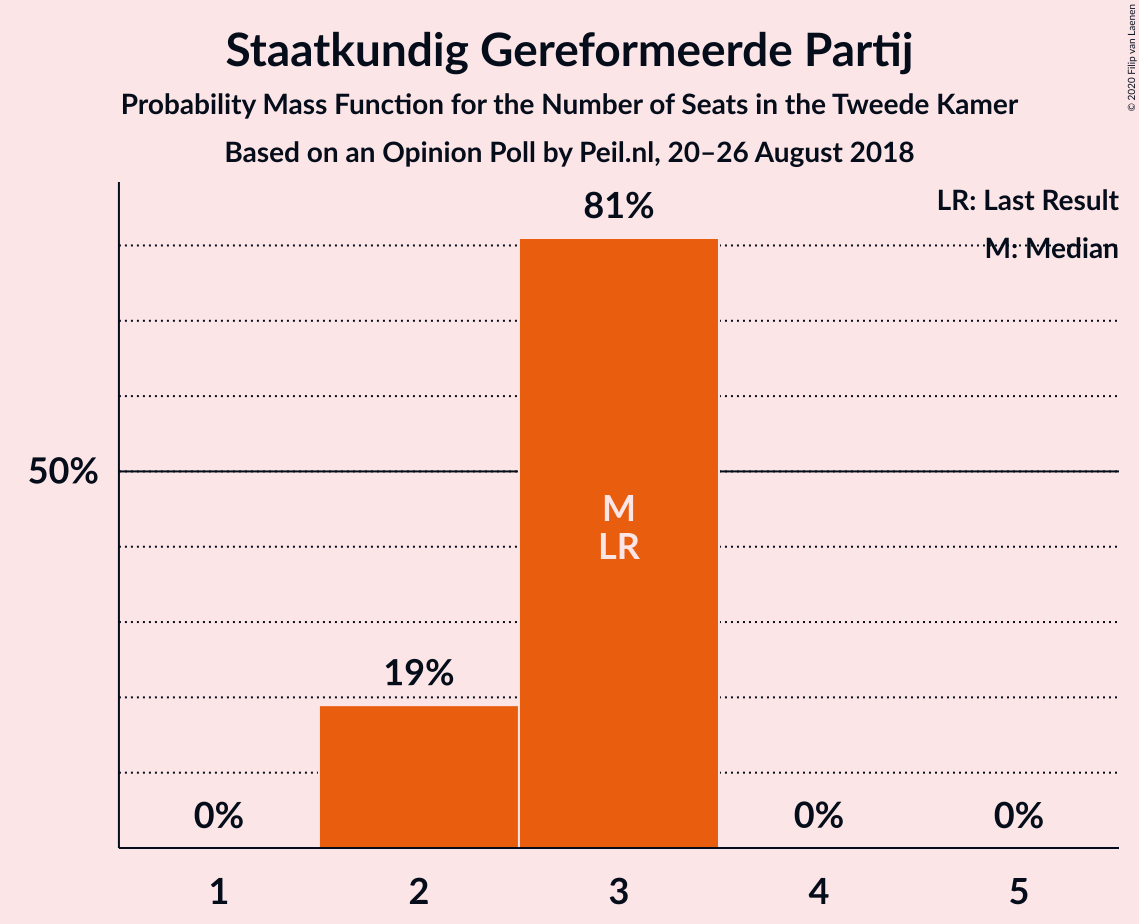 Staatkundig Gereformeerde Partij
Probability Mass Function for the Number of Seats in the Tweede Kamer
Based on an Opinion Poll by Peil.nl, 20–26 August 2018
© 2020 Filip van Laenen
LR: Last Result
M: Median
81%
50%
M
LR
19%
0%
0%
0%
1
2
3
4
5